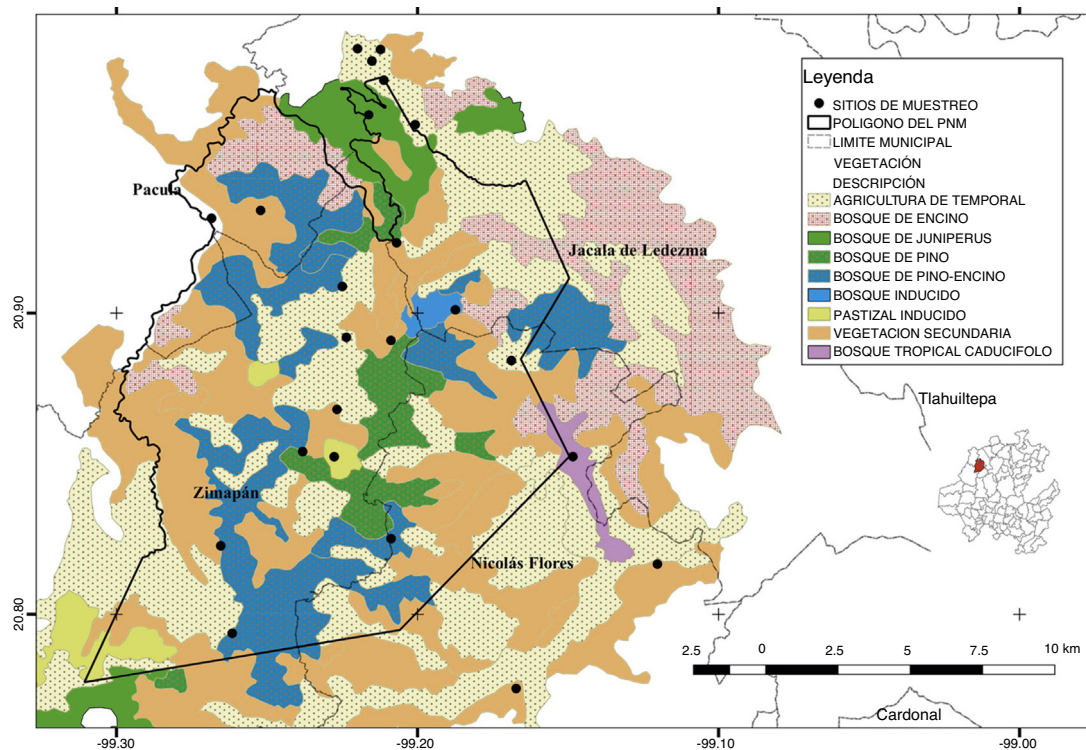 Leyenda
SITIOS DE MUESTREO
POLIGONO DEL PNM
LIMITE MUNICIPAL
VEGETACIÓN
DESCRIPCIÓN
AGRICULTURA DE TEMPORAL
BOSQUE DE ENCINO
BOSQUE DE JUNIPERUS
BOSQUE DE PINO
BOSQUE DE PINO-ENCINO
BOSQUE INDUCIDO
PASTIZAL INDUCIDO
VEGETACION SECUNDARIA
BOSQUE TROPICAL CADUCIFOLO
Pacula
Jacala de Ledezma
20.90
Tlahuiltepa
Zimapán
Nicolás Flores
20.80
2.5 0 2.5 5 7.5 10 km
Cardonal
-99.30 -99.20 -99.10 -99.00